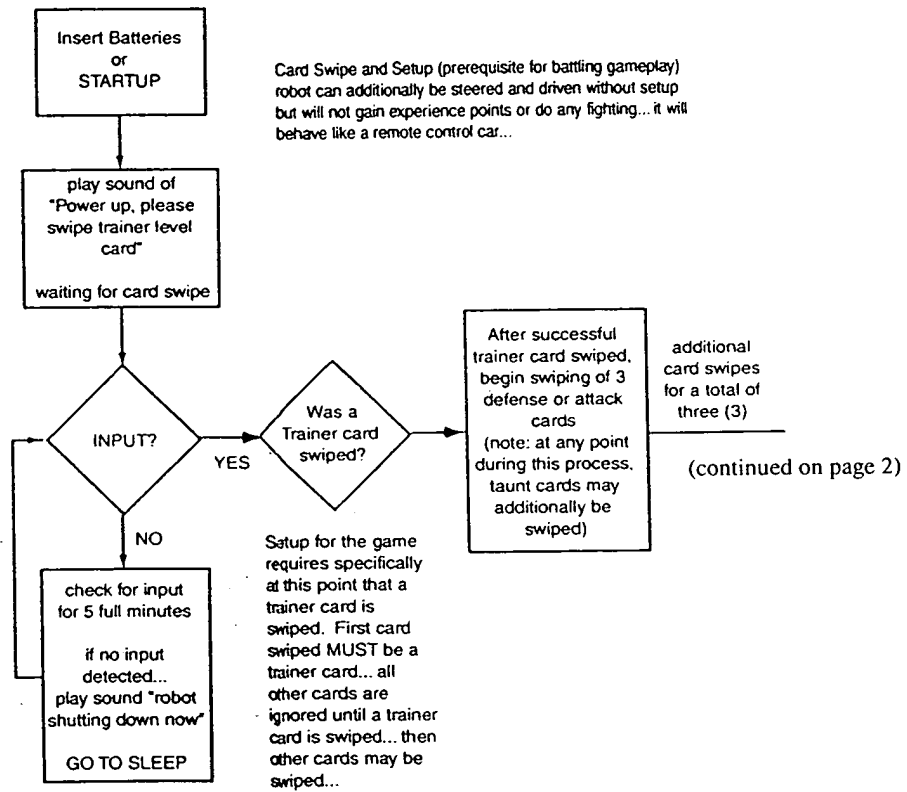 Insert Batteries
or
STARTUP
Card Swipe and Setup (prerequisite for battling gameplay)
robot can additionally be steered and driven without setup
but will not gain experience points or do any fighting... it will
behave like a remote control car...
play sound of
"Power up, please
swipe trainer level
card"
waiting for card swipe
INPUT?
YES
NO
Was a
Trainer card
swiped?
After successful
trainer card swiped,
begin swiping of 3
defense or attack
cards
(note: at any point
during this process,
taunt cards may
additionally be
swiped)
additional
card swipes
for a total of
three (3)
(continued on page 2)
check for input
for 5 full minutes
if no input
detected...
play sound "robot
shutting down now"
GO TO SLEEP
Setup for the game
requires specifically
at this point that a
trainer card is
swiped. First card
swiped MUST be a
trainer card... all
other cards are
ignored until a trainer
card is swiped... then
other cards may be
swiped...